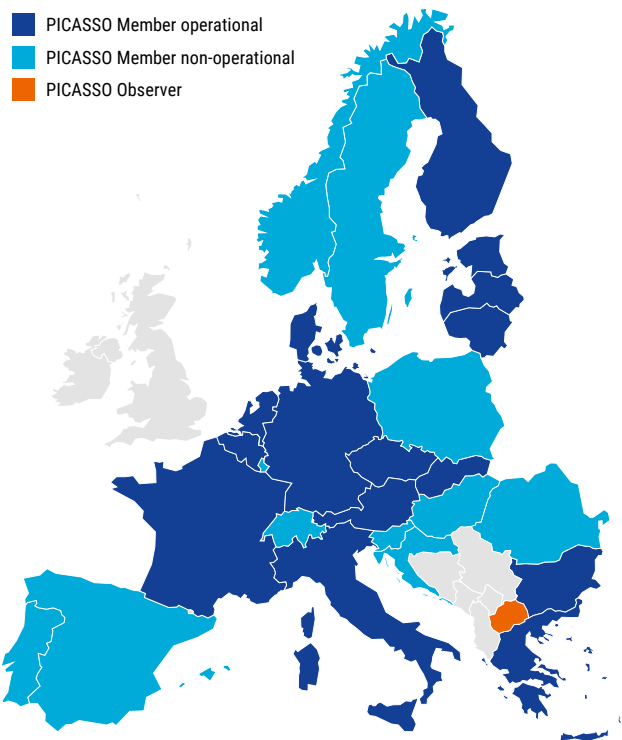 PICASSO Member operational
PICASSO Member non-operational
PICASSO Observer